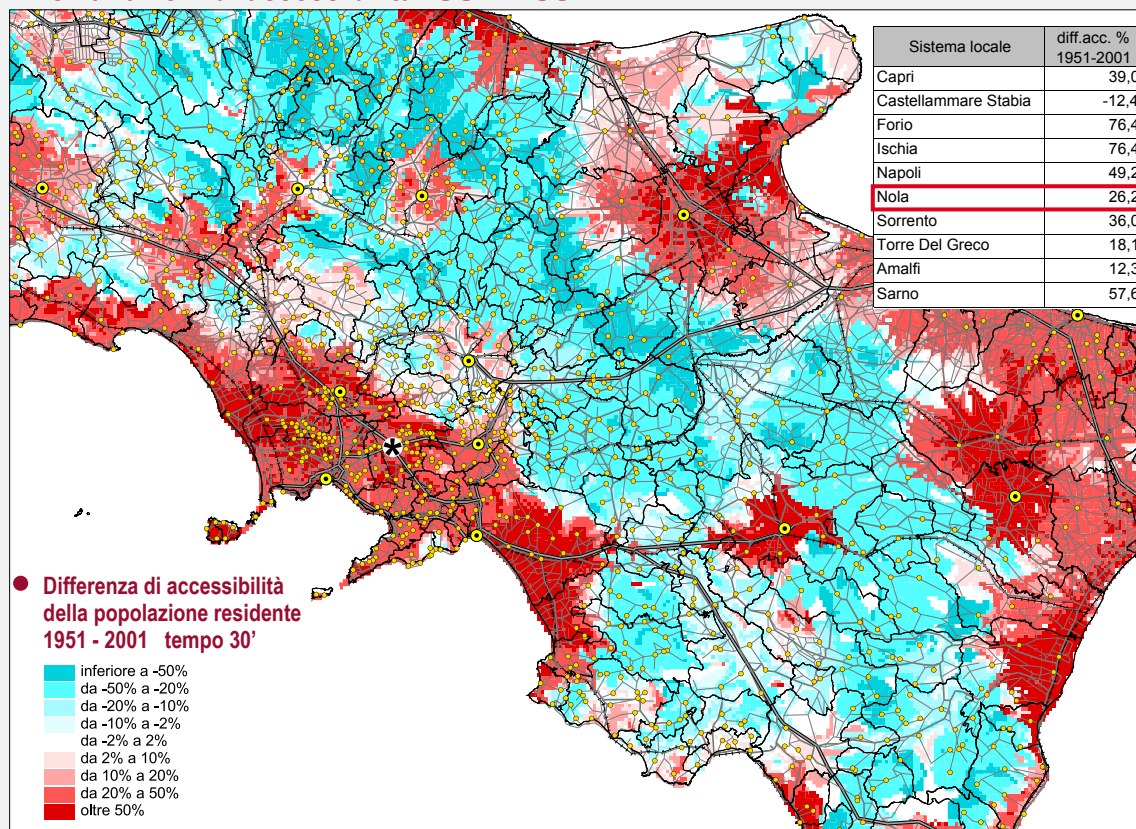 Sistema locale
diff.acc. %
1951-2001
Capri 39,0
Castellammare Stabia -12,4
Forio 76,4
Ischia 76,4
Napoli 49,2
Nola 26,2
Sorrento 36,0
Torre Del Greco 18,1
Amalfi 12,3
Sarno 57,6
*
● Differenza di accessibilità
della popolazione residente
1951 - 2001 tempo 30'
inferiore a -50%
da -50% a -20%
da -20% a -10%
da -10% a -2%
da -2% a 2%
da 2% a 10%
da 10% a 20%
da 20% a 50%
oltre 50%